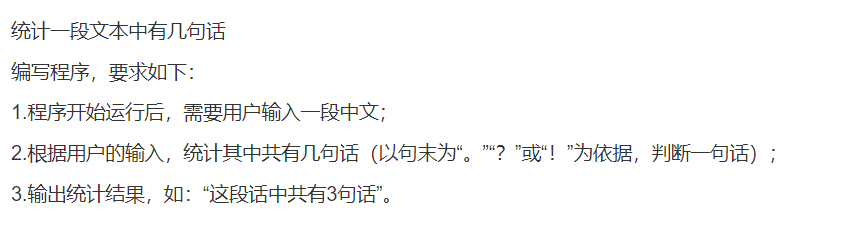 统计一段文本中有几句话
编写程序，要求如下：
1.程序开始运行后，需要用户输入一段中文；
2.根据用户的输入，统计其中共有几句话（以句末为“。”“？”或“！”为依据，判断一句话）；
3.输出统计结果，如：“这段话中共有3句话”。